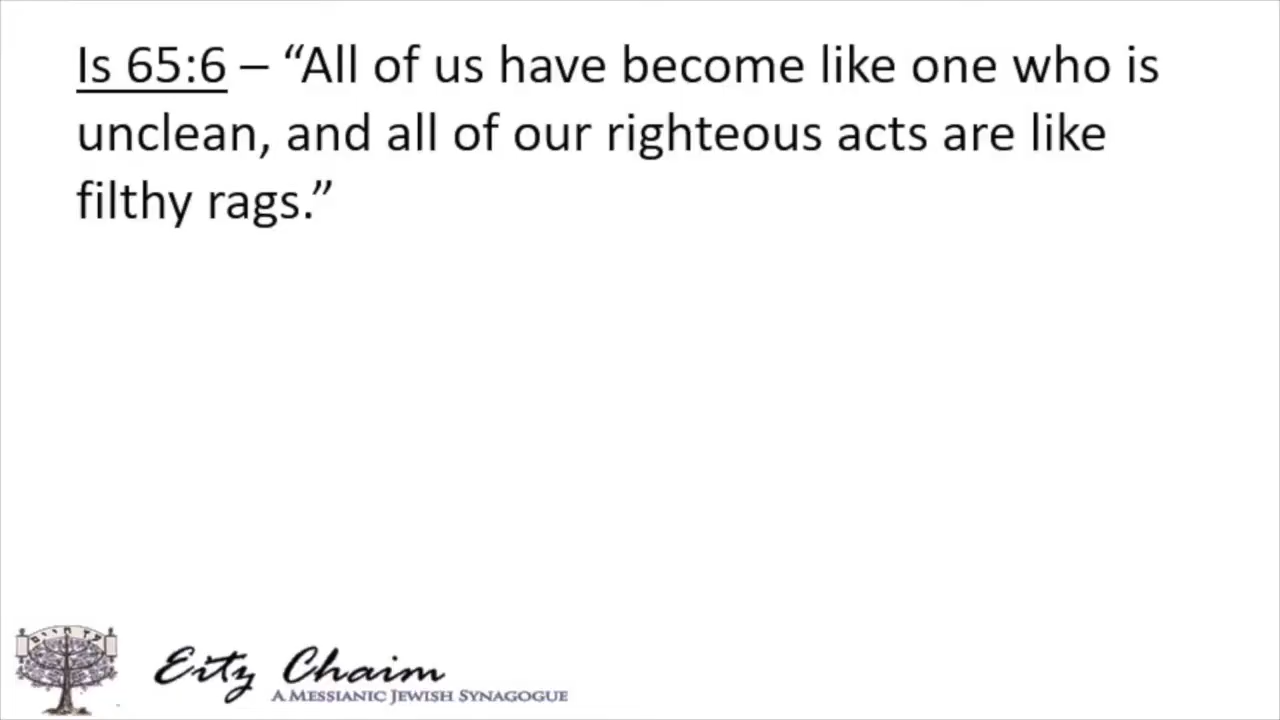 Is 65:6 – “All of us have become like one who is
unclean, and all of our righteous acts are like
filthy rags.”
Eitz Chaim
A Messianic Jewish Synagogue